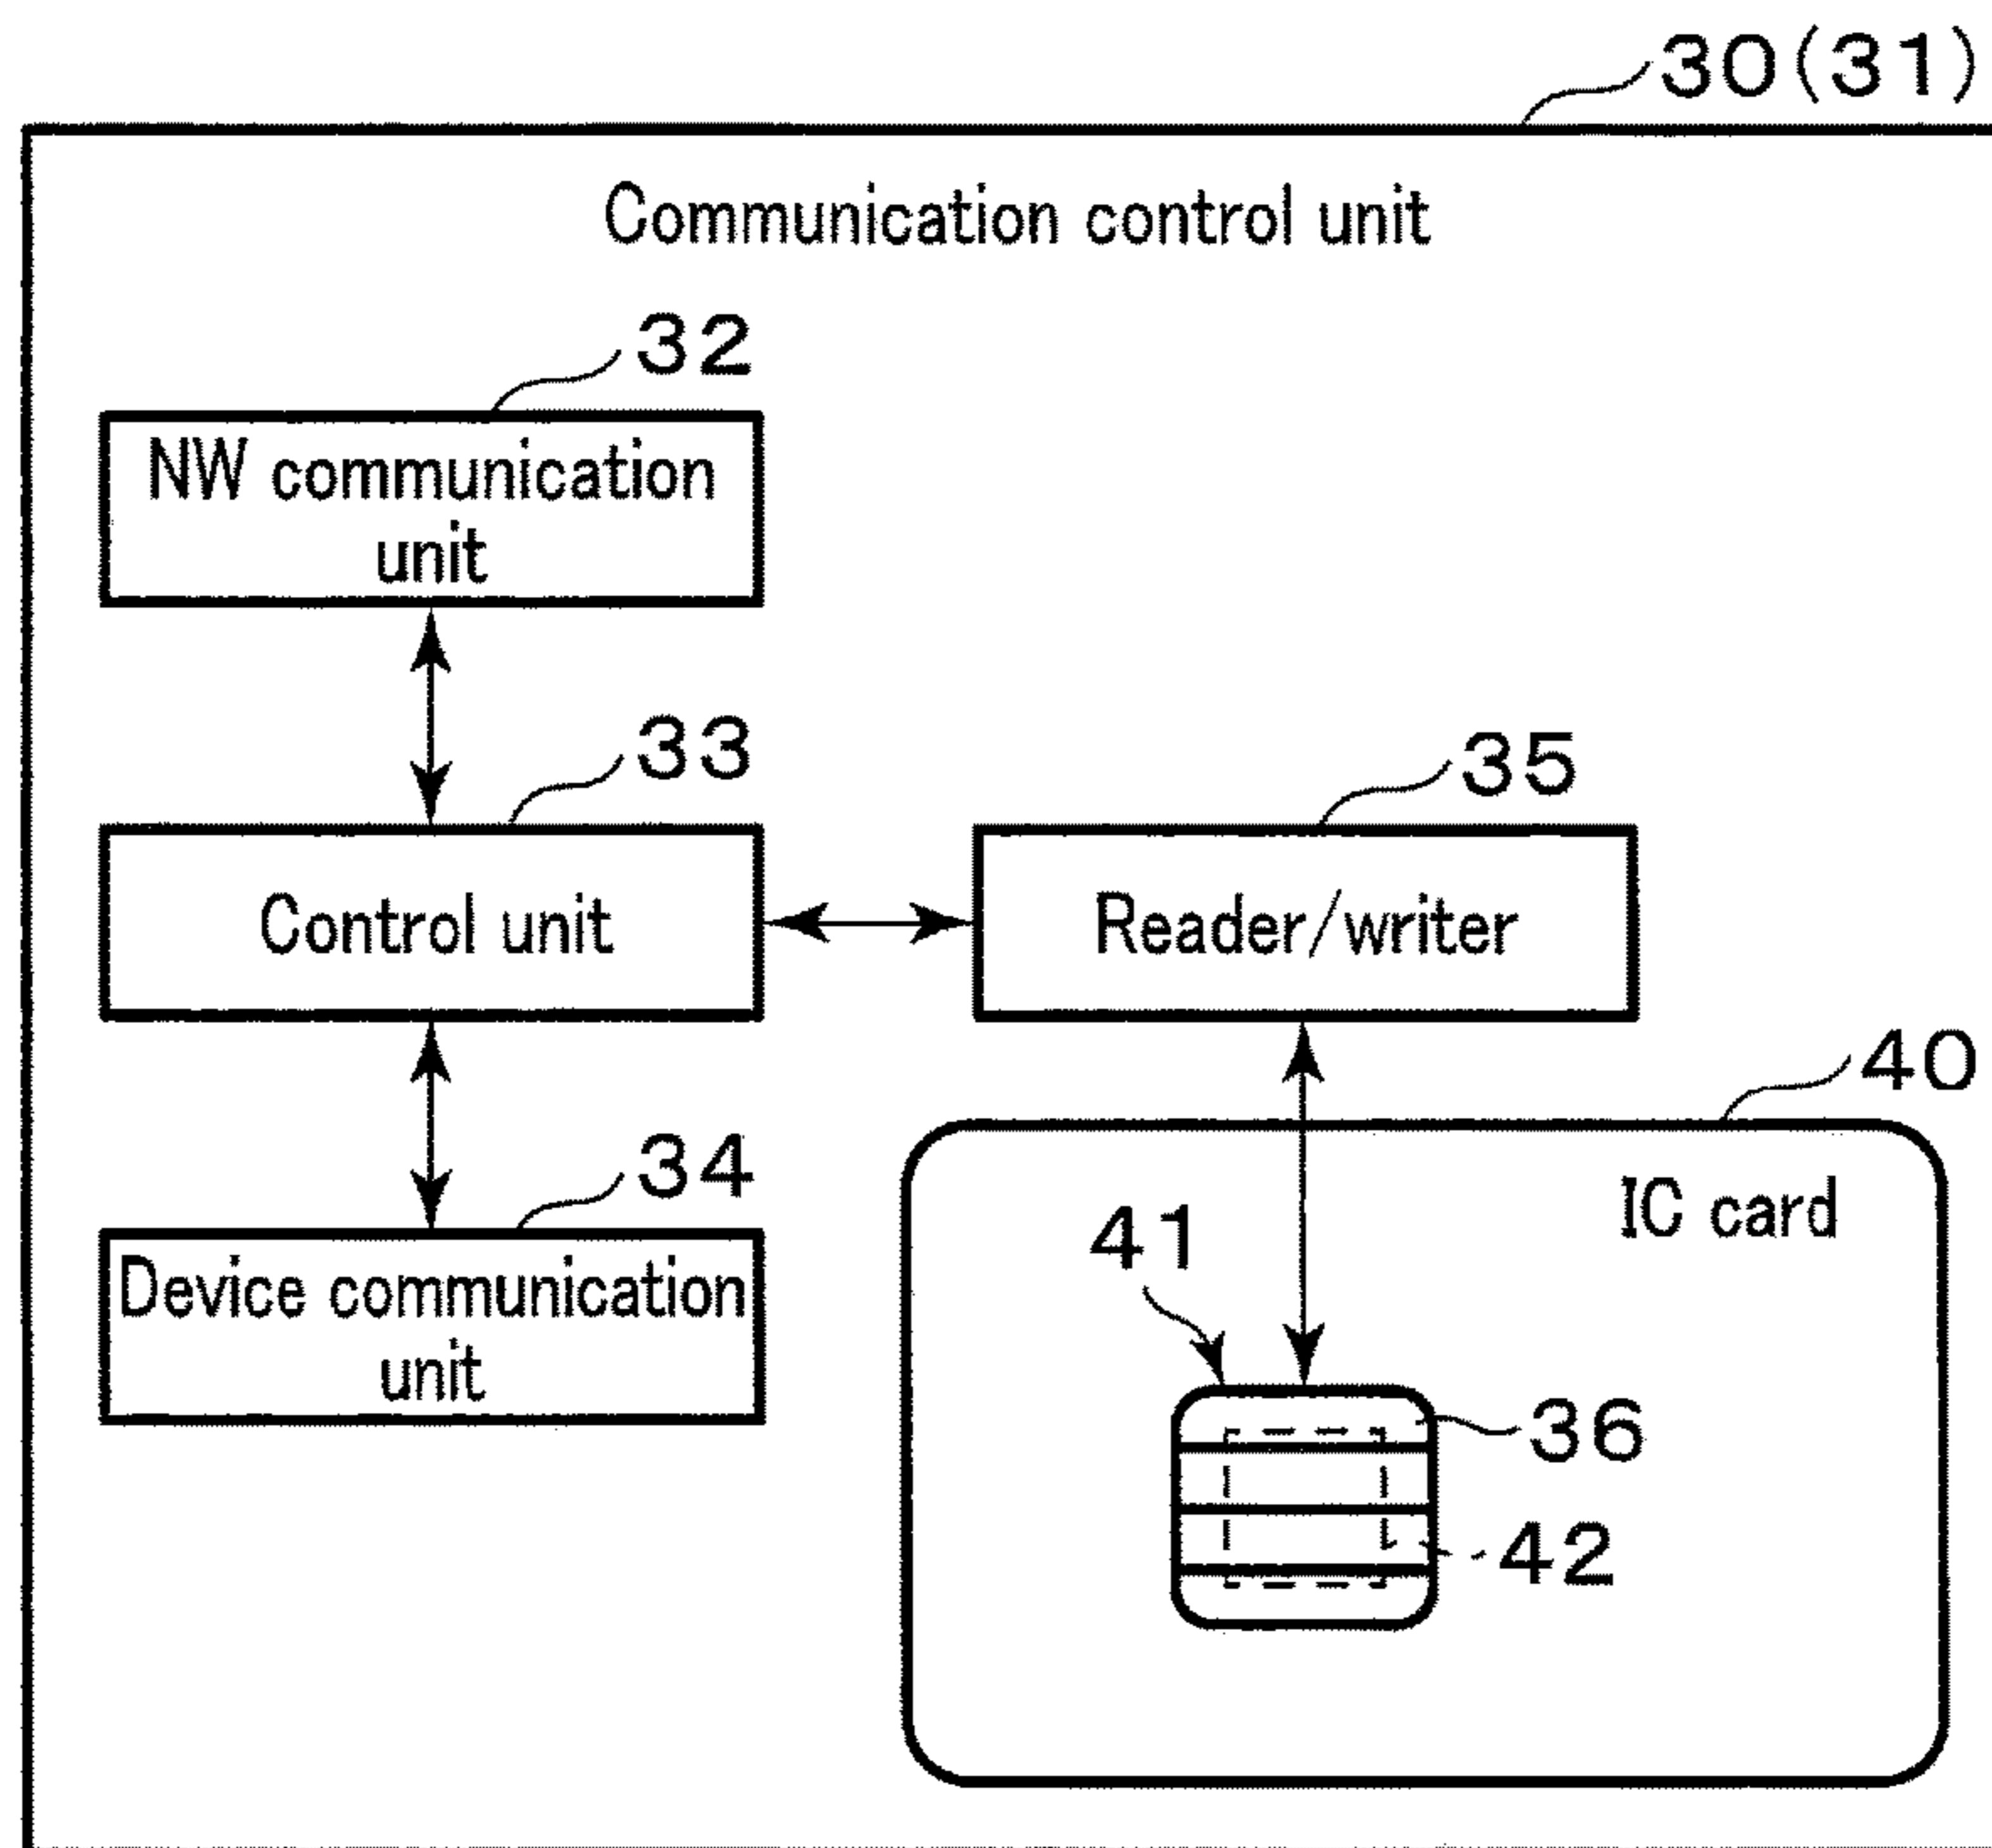 30(31)
Communication control unit
32
NW communication
unit
33
35
Control unit
Reader/writer
40
34
IC card
Device communication
unit
41
36
42